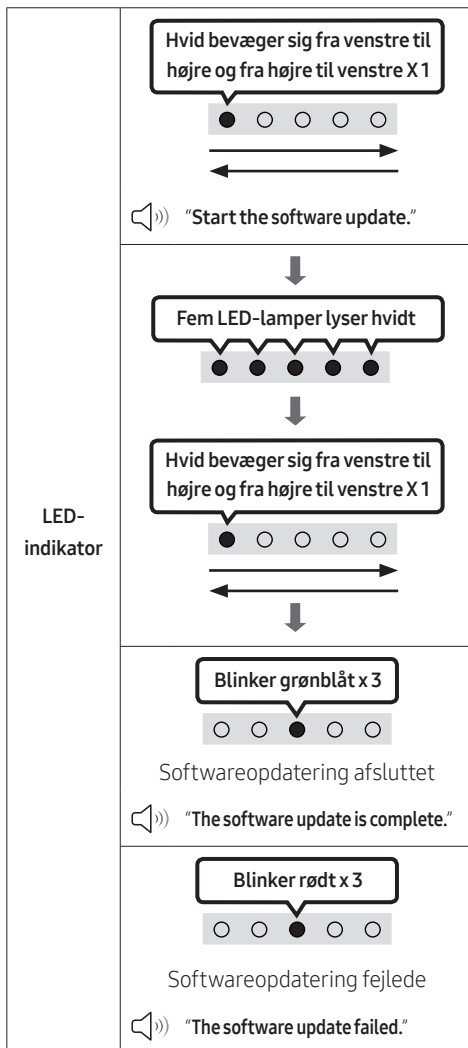 Hvid bevæger sig fra venstre til
højre og fra højre til venstre X 1
“Start the software update.”
Fem LED-lamper lyser hvidt
Hvid bevæger sig fra venstre til
højre og fra højre til venstre X 1
LED-
indikator
Blinker grønblåt x 3
Softwareopdatering afsluttet
“The software update is complete.”
Blinker rødt x 3
Softwareopdatering fejlede
“The software update failed.”